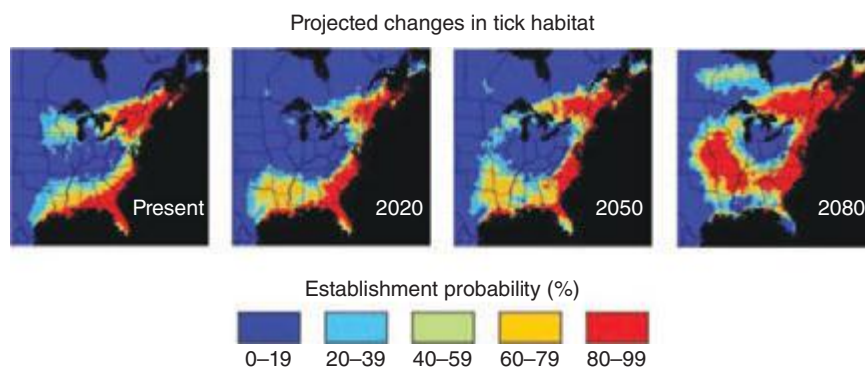 Projected changes in tick habitat
Present
2020
2050
2080
Establishment probability (%)
0–19
20–39
40–59
60–79
80–99